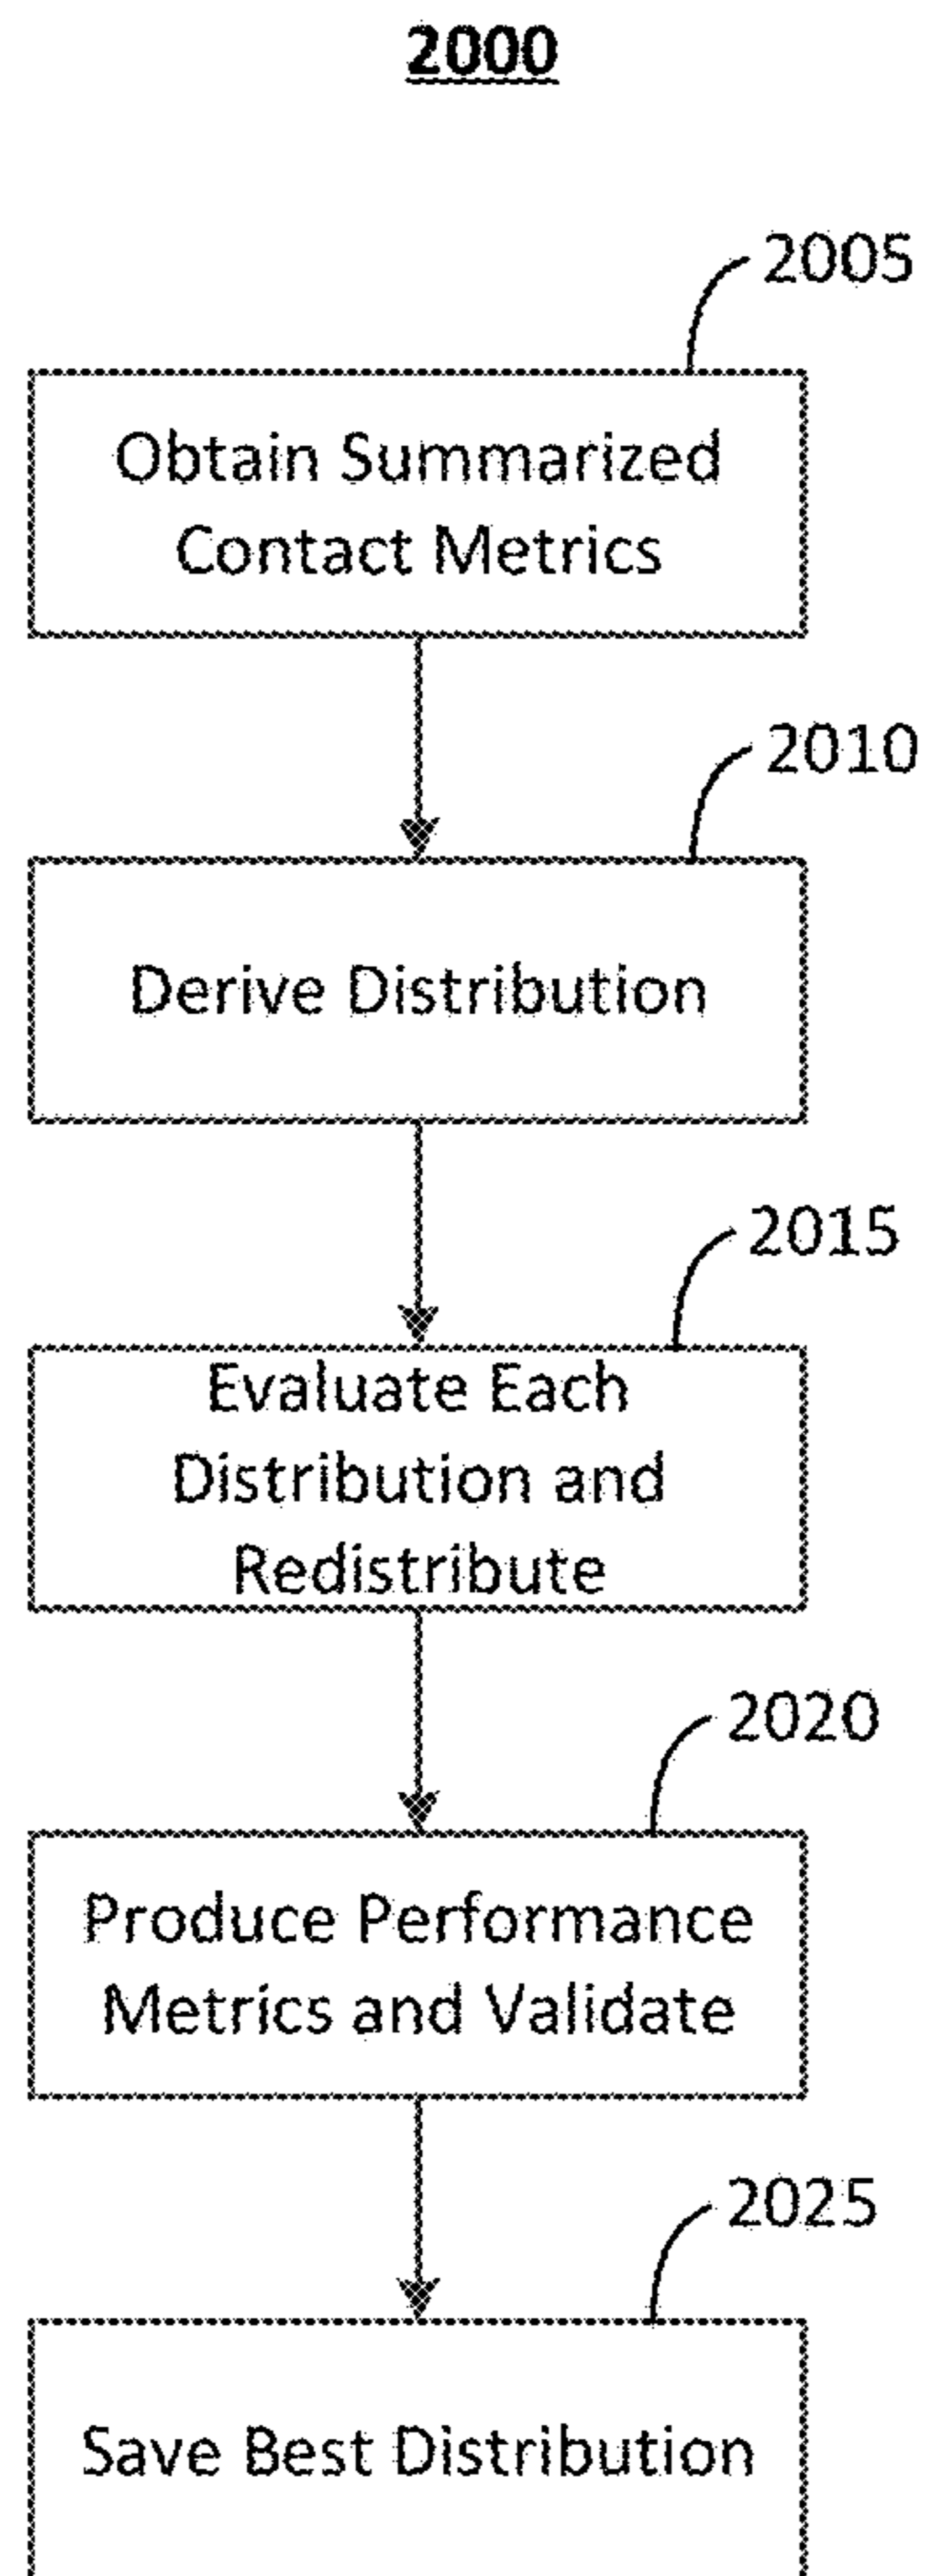 2000
2005
Obtain Summarized
Contact Metrics
2010
Derive Distribution
2015
Evaluate Each
Distribution and
Redistribute
2020
Produce Performance
Metrics and Validate
2025
Save Best Distribution